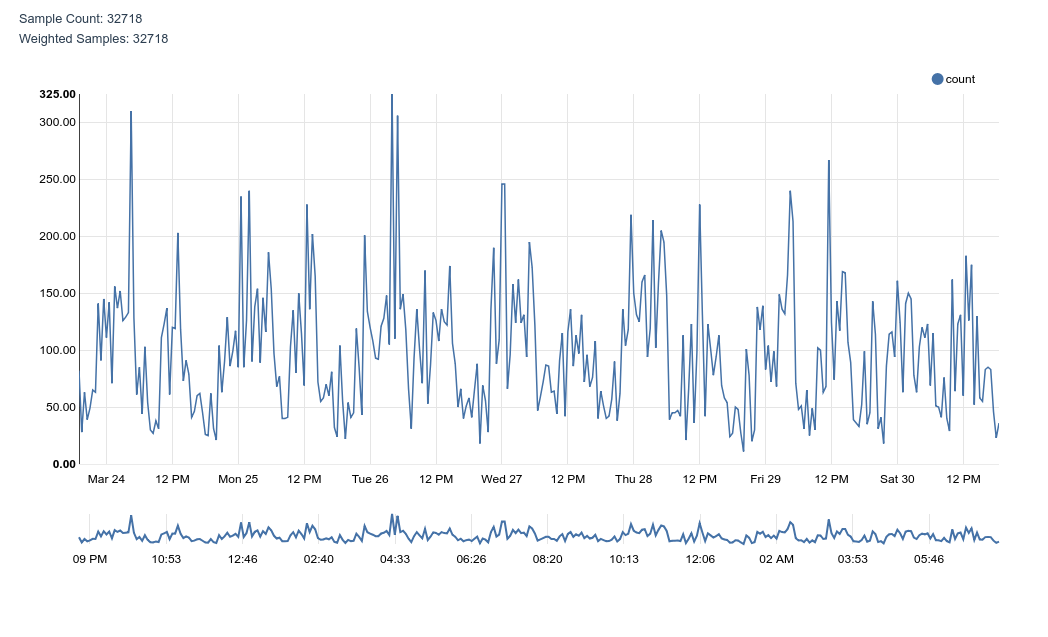 Sample Count: 32718
Weighted Samples: 32718
count
325.00
300.00
250.00
200.00
150.00
100.00
50.00
0.00
Mar 24 12 PM Mon 25 12 PM Tue 26 12 PM Wed 27 12 PM Thu 28 12 PM Fri 29 12 PM Sat 30 12 PM
09 PM 10:53 12:46 02:40 04:33 06:26 08:20 10:13 12:06 02 AM 03:53 05:46